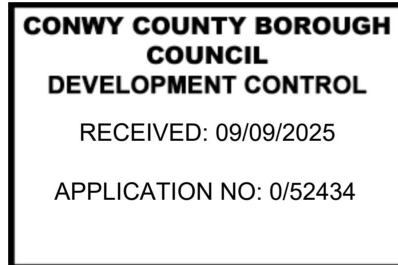 CONWY COUNTY BOROUGH
COUNCIL
DEVELOPMENT CONTROL
RECEIVED: 09/09/2025
APPLICATION NO: 0/52434